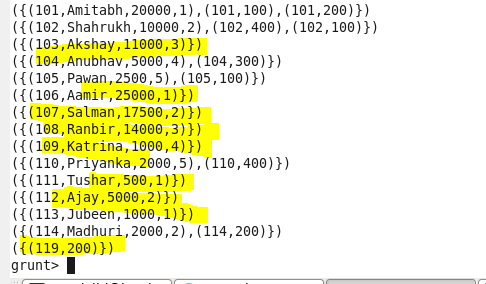 ({(101,Amitabh,20000,1),(101,100),(101,200)})
({(102,Shahrukh,10000,2),(102,400),(102,100)})
({(103,Akshay,11000,3)})
({(104,Anubhav,5000,4),(104,300)})
({(105,Pawan,2500,5),(105,100)})
({(106,Aamir,25000,1)})
({(107,Salman,17500,2)})
({(108,Ranbir,14000,3)})
({(109,Katrina,1000,4)})
({(110,Priyanka,2000,5),(110,400)})
({(111,Tushar,500,1)})
({(112,Ajay,5000,2)})
({(113,Jubeen,1000,1)})
({(114,Madhuri,2000,2),(114,200)})
({(119,200)})
grunt>